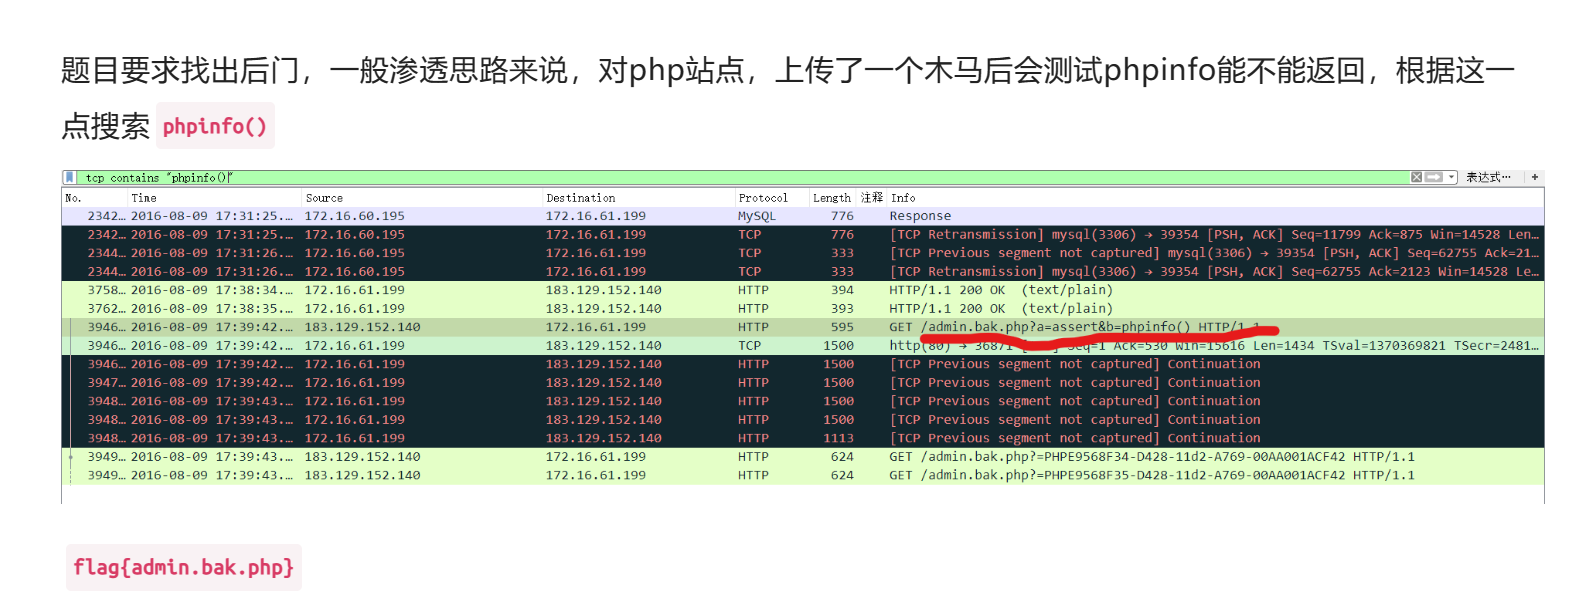 题目要求找出后门，一般渗透思路来说，对php站点，上传了一个木马后会测试phpinfo能不能返回，根据这一
点搜索 phpinfo()
tcp contains "phpinfo()" 表达式… +
No. Time Source Destination Protocol Length 注释 Info
2342… 2016-08-09 17:31:25.… 172.16.60.195 172.16.61.199 MySQL 776 Response
2342… 2016-08-09 17:31:25.… 172.16.60.195 172.16.61.199 TCP 776 [TCP Retransmission] mysql(3306) → 39354 [PSH, ACK] Seq=11799 Ack=875 Win=14528 Len…
2344… 2016-08-09 17:31:26.… 172.16.60.195 172.16.61.199 TCP 333 [TCP Previous segment not captured] mysql(3306) → 39354 [PSH, ACK] Seq=62755 Ack=21…
2344… 2016-08-09 17:31:26.… 172.16.60.195 172.16.61.199 TCP 333 [TCP Retransmission] mysql(3306) → 39354 [PSH, ACK] Seq=62755 Ack=2123 Win=14528 Le…
3758… 2016-08-09 17:38:34.… 172.16.61.199 183.129.152.140 HTTP 394 HTTP/1.1 200 OK (text/plain)
3762… 2016-08-09 17:38:35.… 172.16.61.199 183.129.152.140 HTTP 393 HTTP/1.1 200 OK (text/plain)
3946… 2016-08-09 17:39:42.… 183.129.152.140 172.16.61.199 HTTP 595 GET /admin.bak.php?a=assert&b=phpinfo() HTTP/1.1
3946… 2016-08-09 17:39:42.… 172.16.61.199 183.129.152.140 TCP 1500 http(80) → 36871 Seq=1 Ack=530 Win=15616 Len=1434 TSval=1370369821 TSecr=2481…
3946… 2016-08-09 17:39:42.… 172.16.61.199 183.129.152.140 HTTP 1500 [TCP Previous segment not captured] Continuation
3947… 2016-08-09 17:39:42.… 172.16.61.199 183.129.152.140 HTTP 1500 [TCP Previous segment not captured] Continuation
3948… 2016-08-09 17:39:43.… 172.16.61.199 183.129.152.140 HTTP 1500 [TCP Previous segment not captured] Continuation
3948… 2016-08-09 17:39:43.… 172.16.61.199 183.129.152.140 HTTP 1500 [TCP Previous segment not captured] Continuation
3948… 2016-08-09 17:39:43.… 172.16.61.199 183.129.152.140 HTTP 1113 [TCP Previous segment not captured] Continuation
3949… 2016-08-09 17:39:43.… 183.129.152.140 172.16.61.199 HTTP 624 GET /admin.bak.php?=PHPE9568F34-D428-11d2-A769-00AA001ACF42 HTTP/1.1
3949… 2016-08-09 17:39:43.… 183.129.152.140 172.16.61.199 HTTP 624 GET /admin.bak.php?=PHPE9568F35-D428-11d2-A769-00AA001ACF42 HTTP/1.1
flag{admin.bak.php}